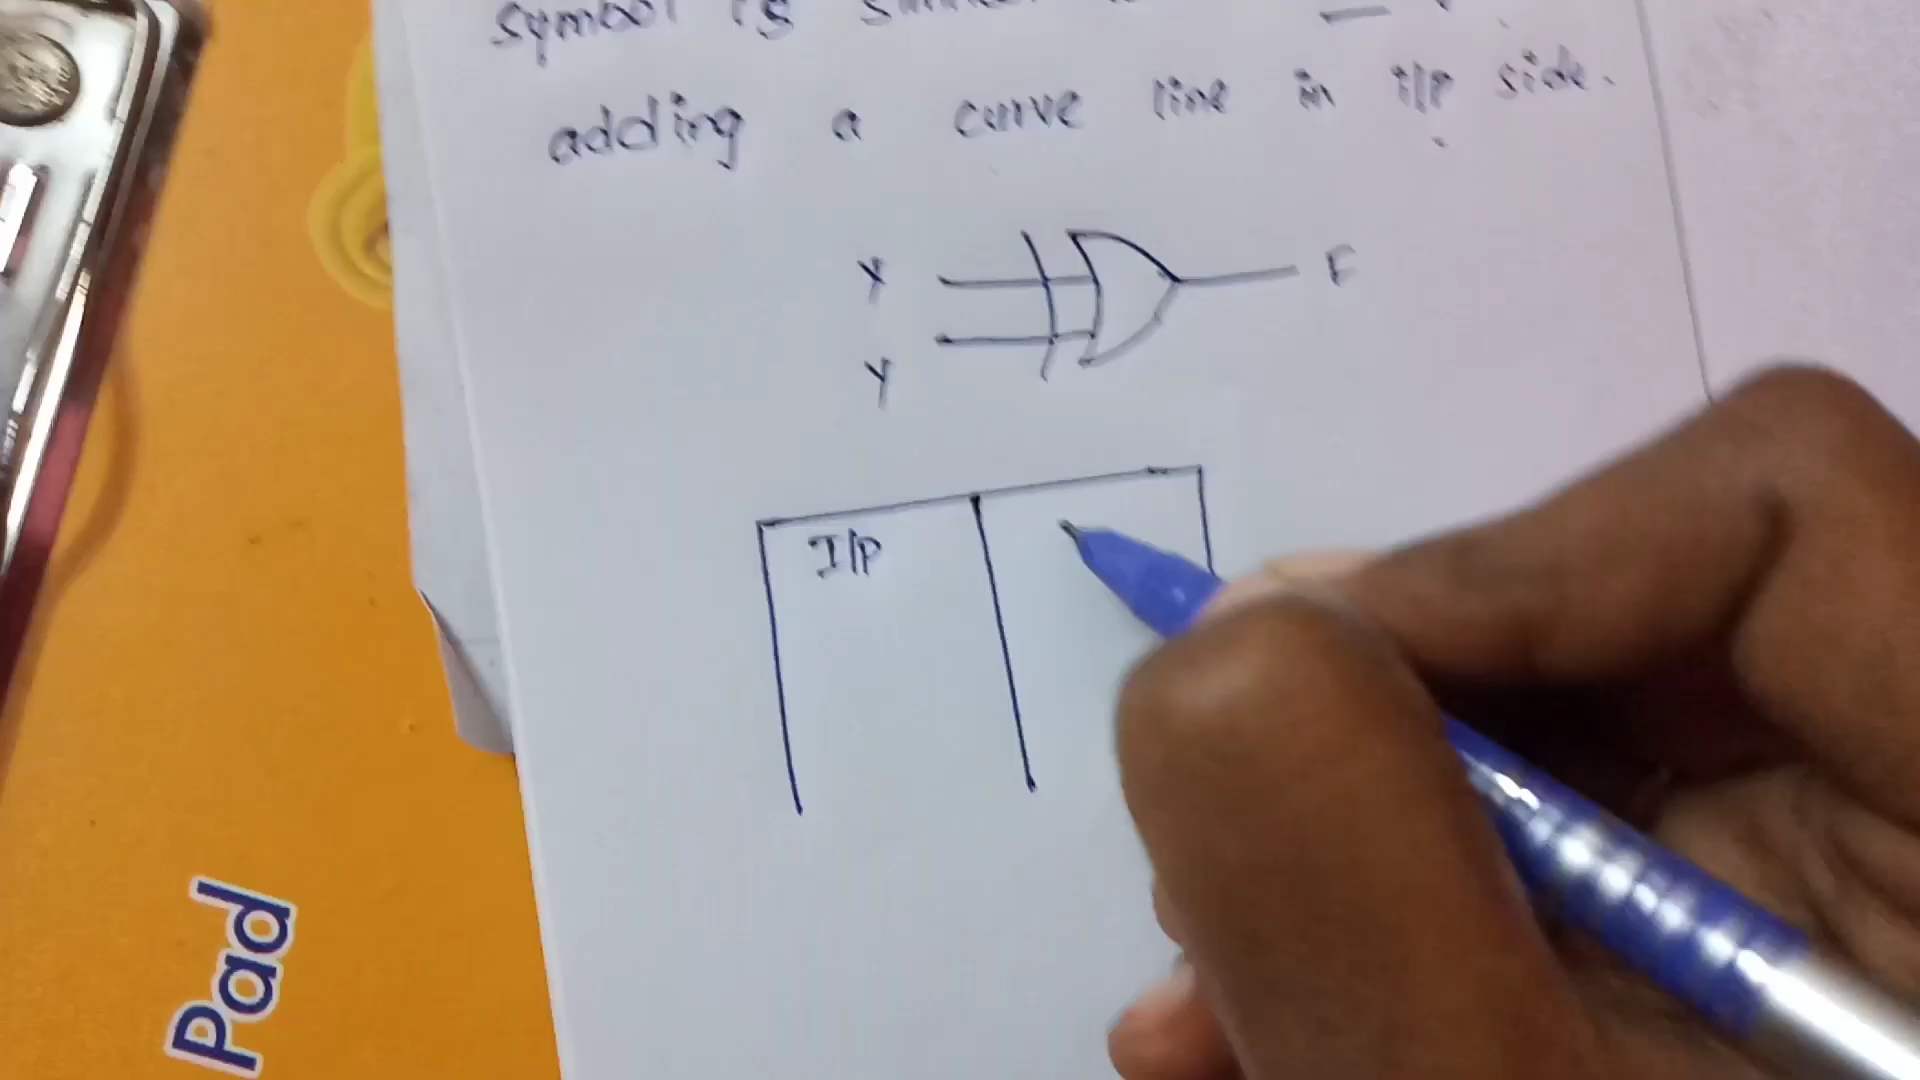 symbol is
adding a curve line in i/p side.
X F
Y
I/P
Pad